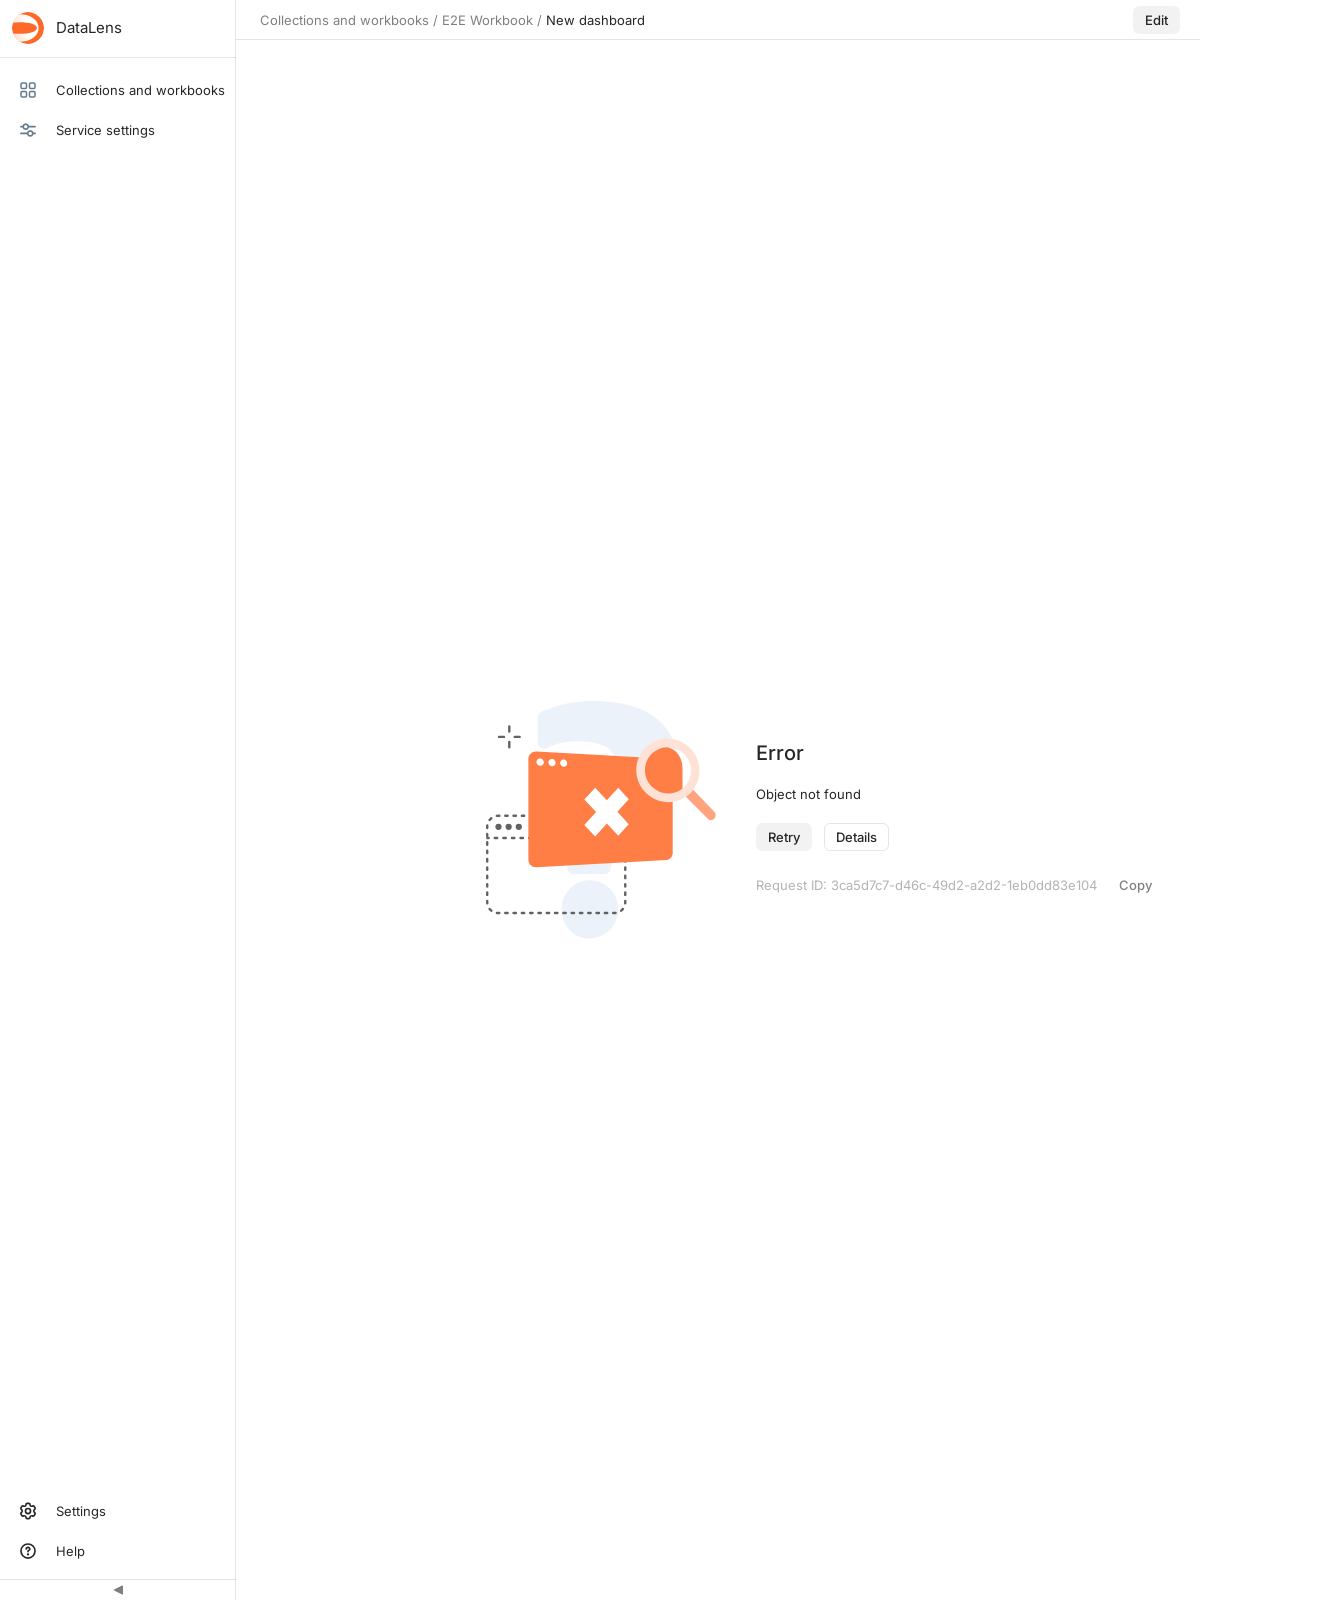 DataLens
Collections and workbooks / E2E Workbook / New dashboard
Edit
Collections and workbooks
Service settings
Error
Object not found
Retry
Details
Request ID: 3ca5d7c7-d46c-49d2-a2d2-1eb0dd83e104
Copy
Settings
Help